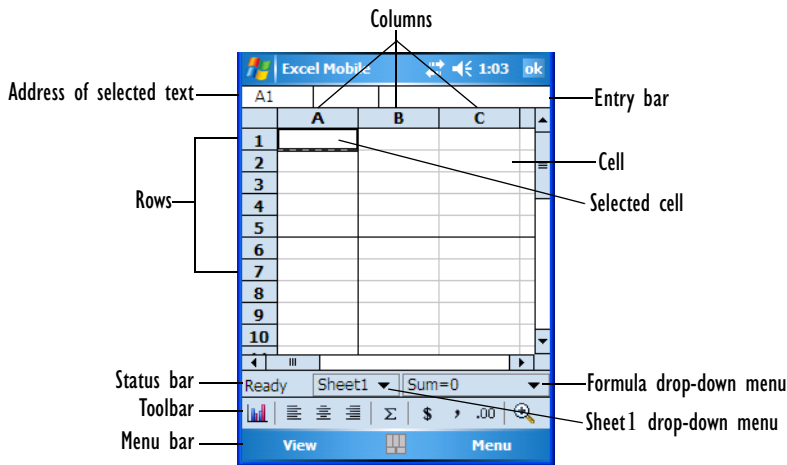 Columns
Excel Mobile 1:03 ok
Address of selected text
A1
Entry bar
A B C
1
2
Cell
3
Rows
4
Selected cell
5
6
7
8
9
10
Status bar
Ready Sheet1 Sum=0
Formula drop-down menu
Toolbar
Σ $ , .00
Sheet1 drop-down menu
Menu bar
View Menu